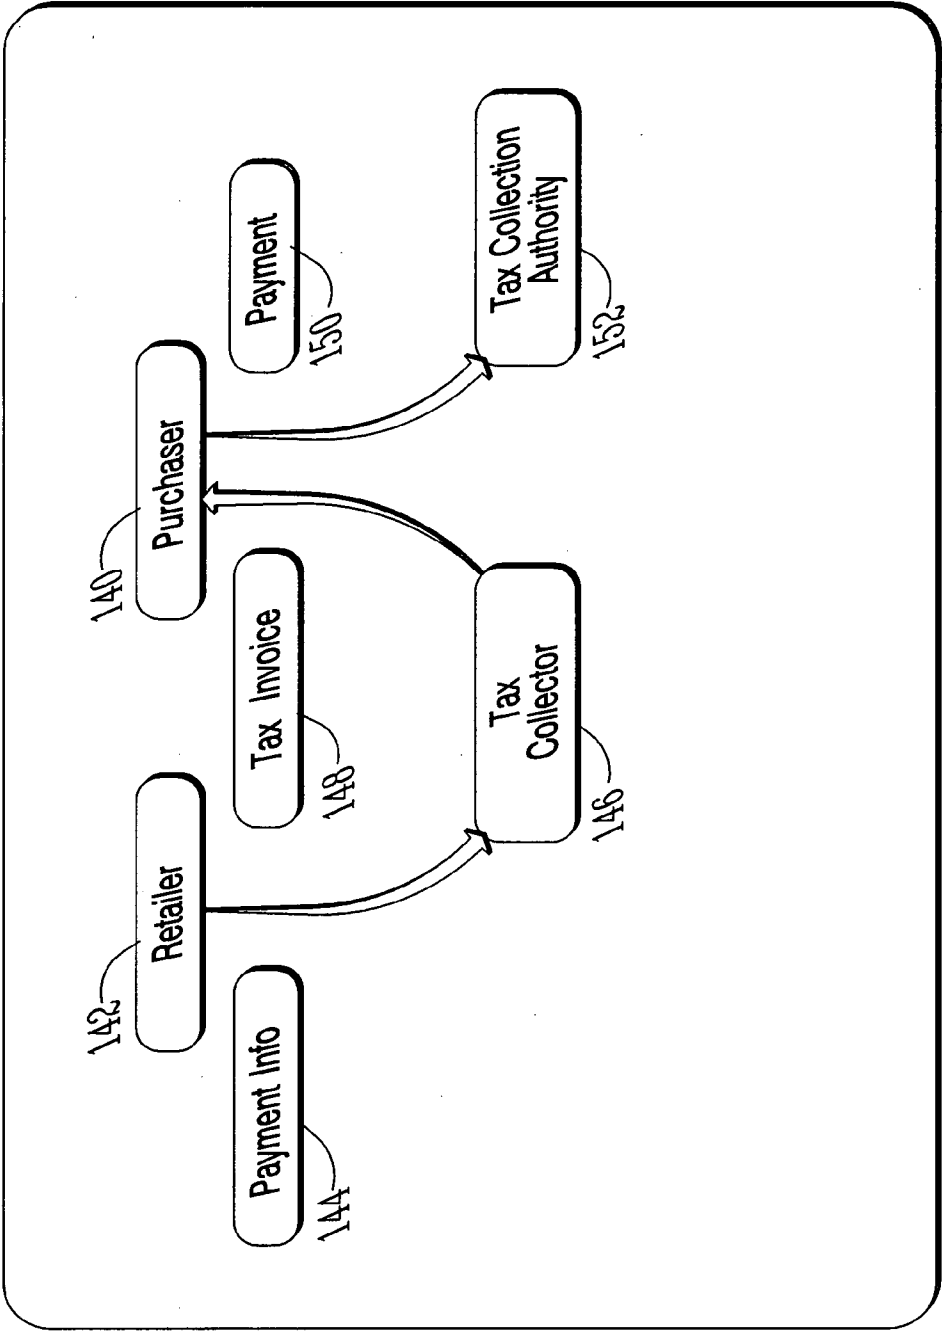 142
Retailer
140
Purchaser
Payment Info
144
Tax Invoice
148
Payment
150
Tax
Collector
146
Tax Collection
Authority
152